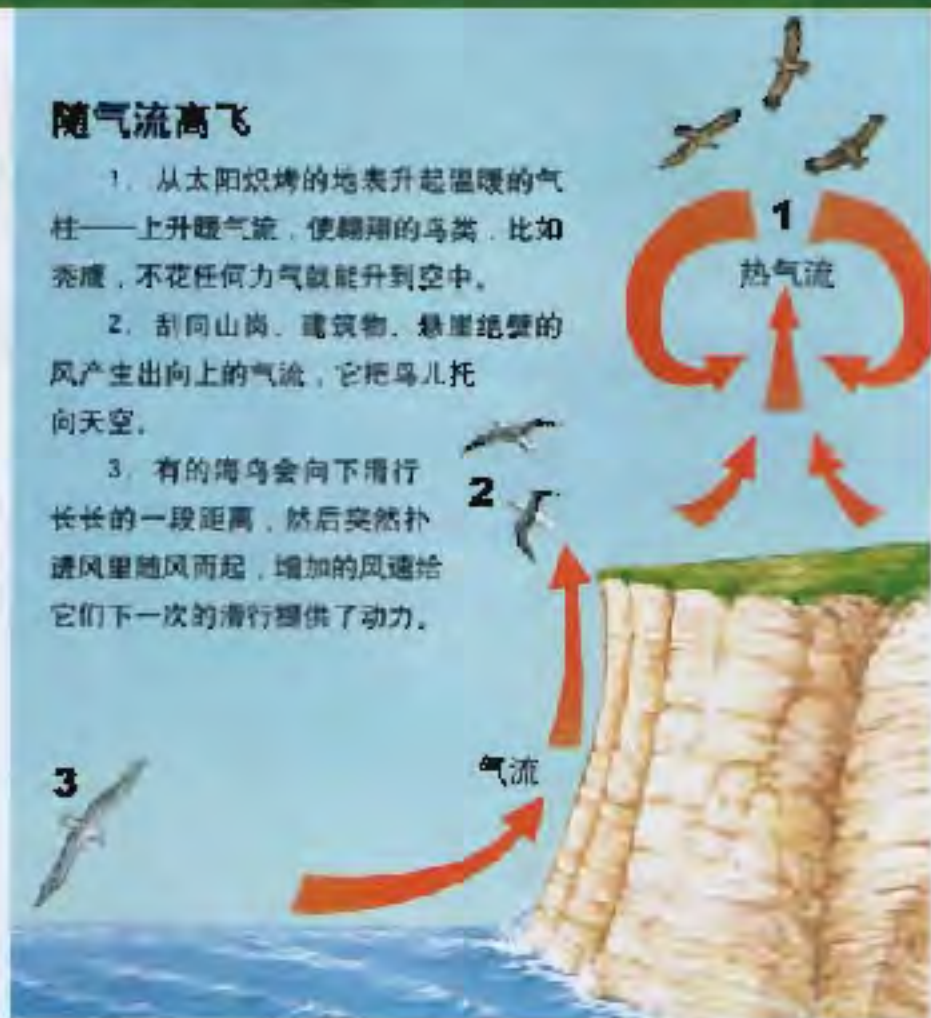 随气流高飞
1. 从太阳炽烤的地表升起温暖的气
柱——上升暖气流，使翱翔的鸟类，比如
秃鹰，不花任何力气就能升到空中。
2. 刮向山岗、建筑物、悬崖绝壁的
风产生出向上的气流，它把鸟儿托
向天空。
3. 有的海鸟会向下滑行
长长的一段距离，然后突然扑
进风里随风而起，增加的风速给
它们下一次的滑行提供了动力。
1
热气流
2
气流
3